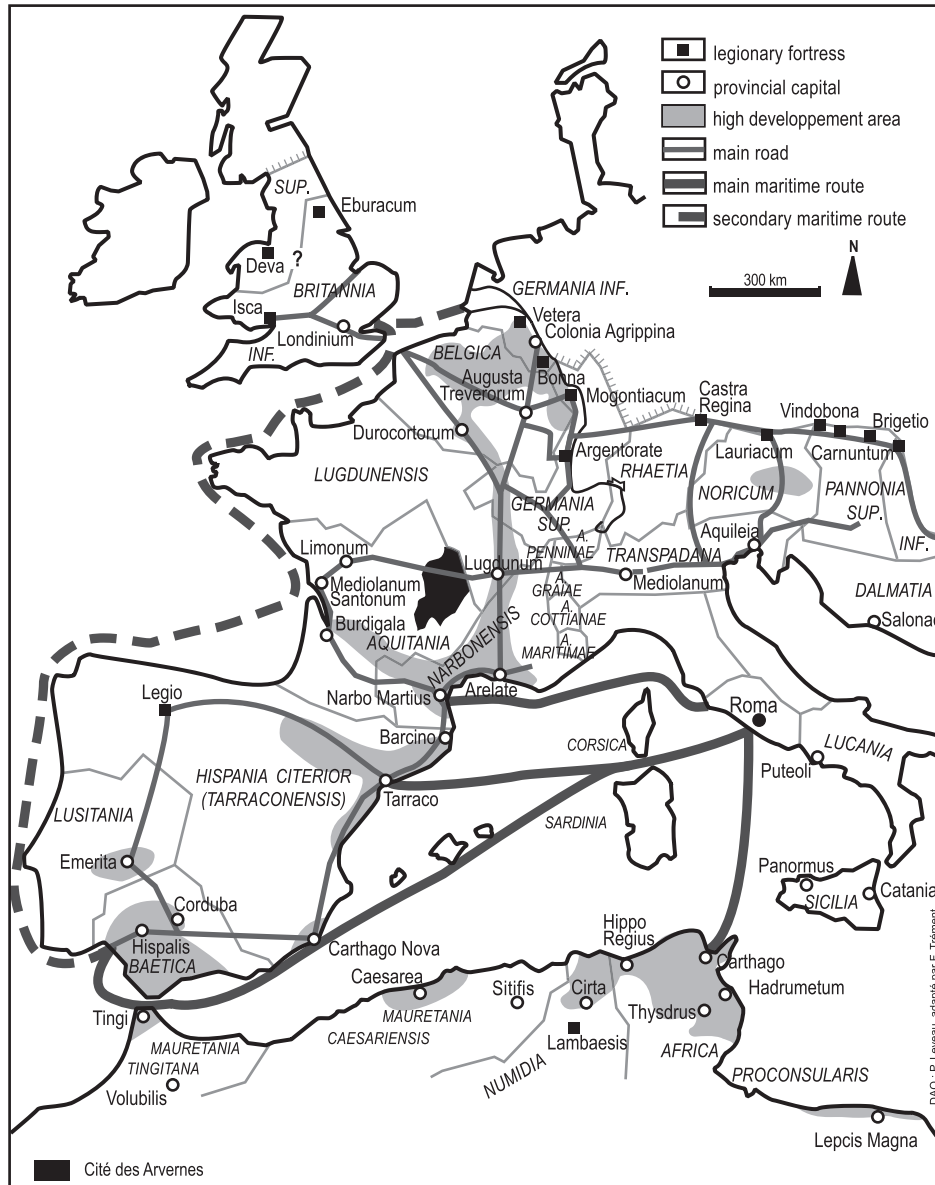 legionary fortress
provincial capital
high developpement area
main road
main maritime route
secondary maritime route
N
300 km
SUP.
Eburacum
Deva
?
BRITANNIA
Isca
Londinium
INF.
GERMANIA INF.
Vetera
Colonia Agrippina
BELGICA
Augusta
Treverorum
Bonna
Mogontiacum
Castra
Regina
Vindobona
Brigetio
Durocortorum
Argentorate
Lauriacum
Carnuntum
LUGDUNENSIS
RHAETIA
NORICUM
PANNONIA
SUP.
GERMANIA
SUP.
A.
PENNINAE
TRANSPADANA
Aquileia
INF.
Limonum
Lugdunum
Mediolanum
Mediolanum
Santonum
A.
GRAIAE
A.
COTTIANAE
A.
MARITIMAE
DALMATIA
Salonae
Burdigala
AQUITANIA
NARBONENSIS
Narbo Martius
Arelate
Legio
Roma
Barcino
CORSICA
LUCANIA
HISPANIA CITERIOR
(TARRACONENSIS)
Tarraco
Puteoli
LUSITANIA
SARDINIA
Emerita
Panormus
Catania
SICILIA
Corduba
Hispalis
BAETICA
Carthago Nova
Hippo
Regius
Carthago
Caesarea
Sitifis
Cirta
Hadrumetum
Tingi
MAURETANIA
CAESARIENSIS
Thysdrus
MAURETANIA
TINGITANA
Lambaesis
AFRICA
Volubilis
NUMIDIA
PROCONSULARIS
Lepcis Magna
DAO : P. Leveau, adapté par F. Trément
Cité des Arvernes